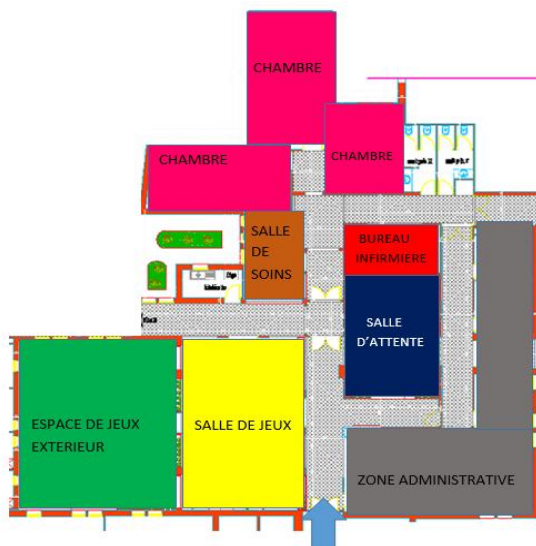 CHAMBRE
CHAMBRE
CHAMBRE
SALLE
DE
SOINS
BUREAU
INFIRMIERE
SALLE
D'ATTENTE
ESPACE DE JEUX
EXTERIEUR
SALLE DE JEUX
ZONE ADMINISTRATIVE